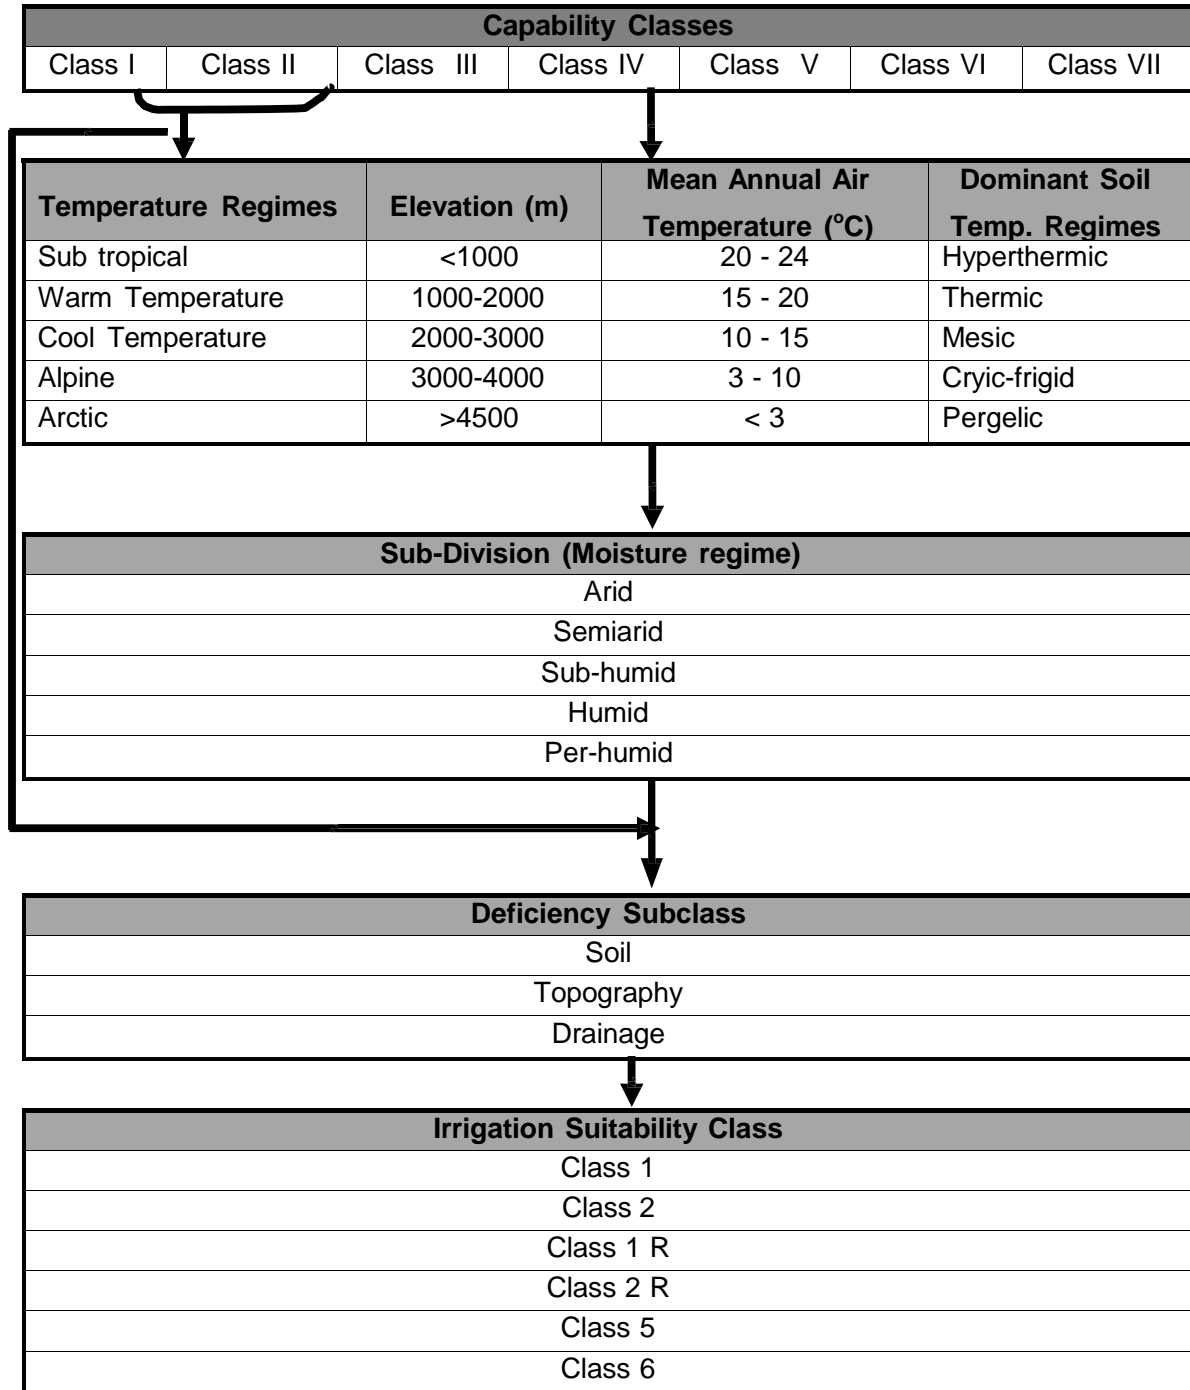 Capability Classes
Class I Class II Class III Class IV Class V Class VI Class VII
Temperature Regimes Elevation (m) Mean Annual Air Temperature (°C) Dominant Soil Temp. Regimes
Sub tropical <1000 20 - 24 Hyperthermic
Warm Temperature 1000-2000 15 - 20 Thermic
Cool Temperature 2000-3000 10 - 15 Mesic
Alpine 3000-4000 3 - 10 Cryic-frigid
Arctic >4500 < 3 Pergelic
Sub-Division (Moisture regime)
Arid
Semiarid
Sub-humid
Humid
Per-humid
Deficiency Subclass
Soil
Topography
Drainage
Irrigation Suitability Class
Class 1
Class 2
Class 1 R
Class 2 R
Class 5
Class 6